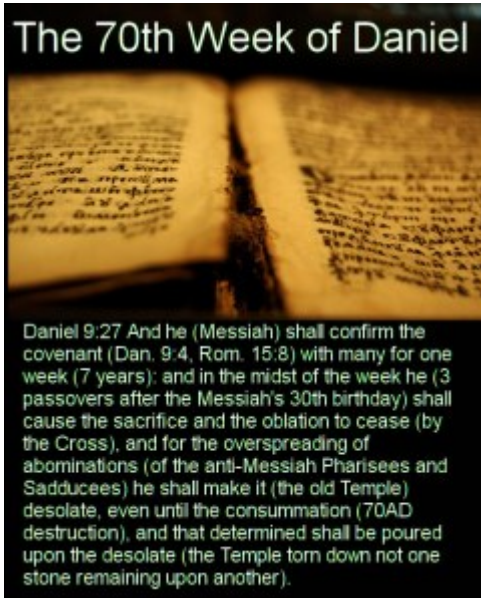 The 70th Week of Daniel
Daniel 9:27 And he (Messiah) shall confirm the
covenant (Dan. 9:4, Rom. 15:8) with many for one
week (7 years): and in the midst of the week he (3
passovers after the Messiah's 30th birthday) shall
cause the sacrifice and the oblation to cease (by
the Cross), and for the overspreading of
abominations (of the anti-Messiah Pharisees and
Sadducees) he shall make it (the old Temple)
desolate, even until the consummation (70AD
destruction), and that determined shall be poured
upon the desolate (the Temple torn down not one
stone remaining upon another).